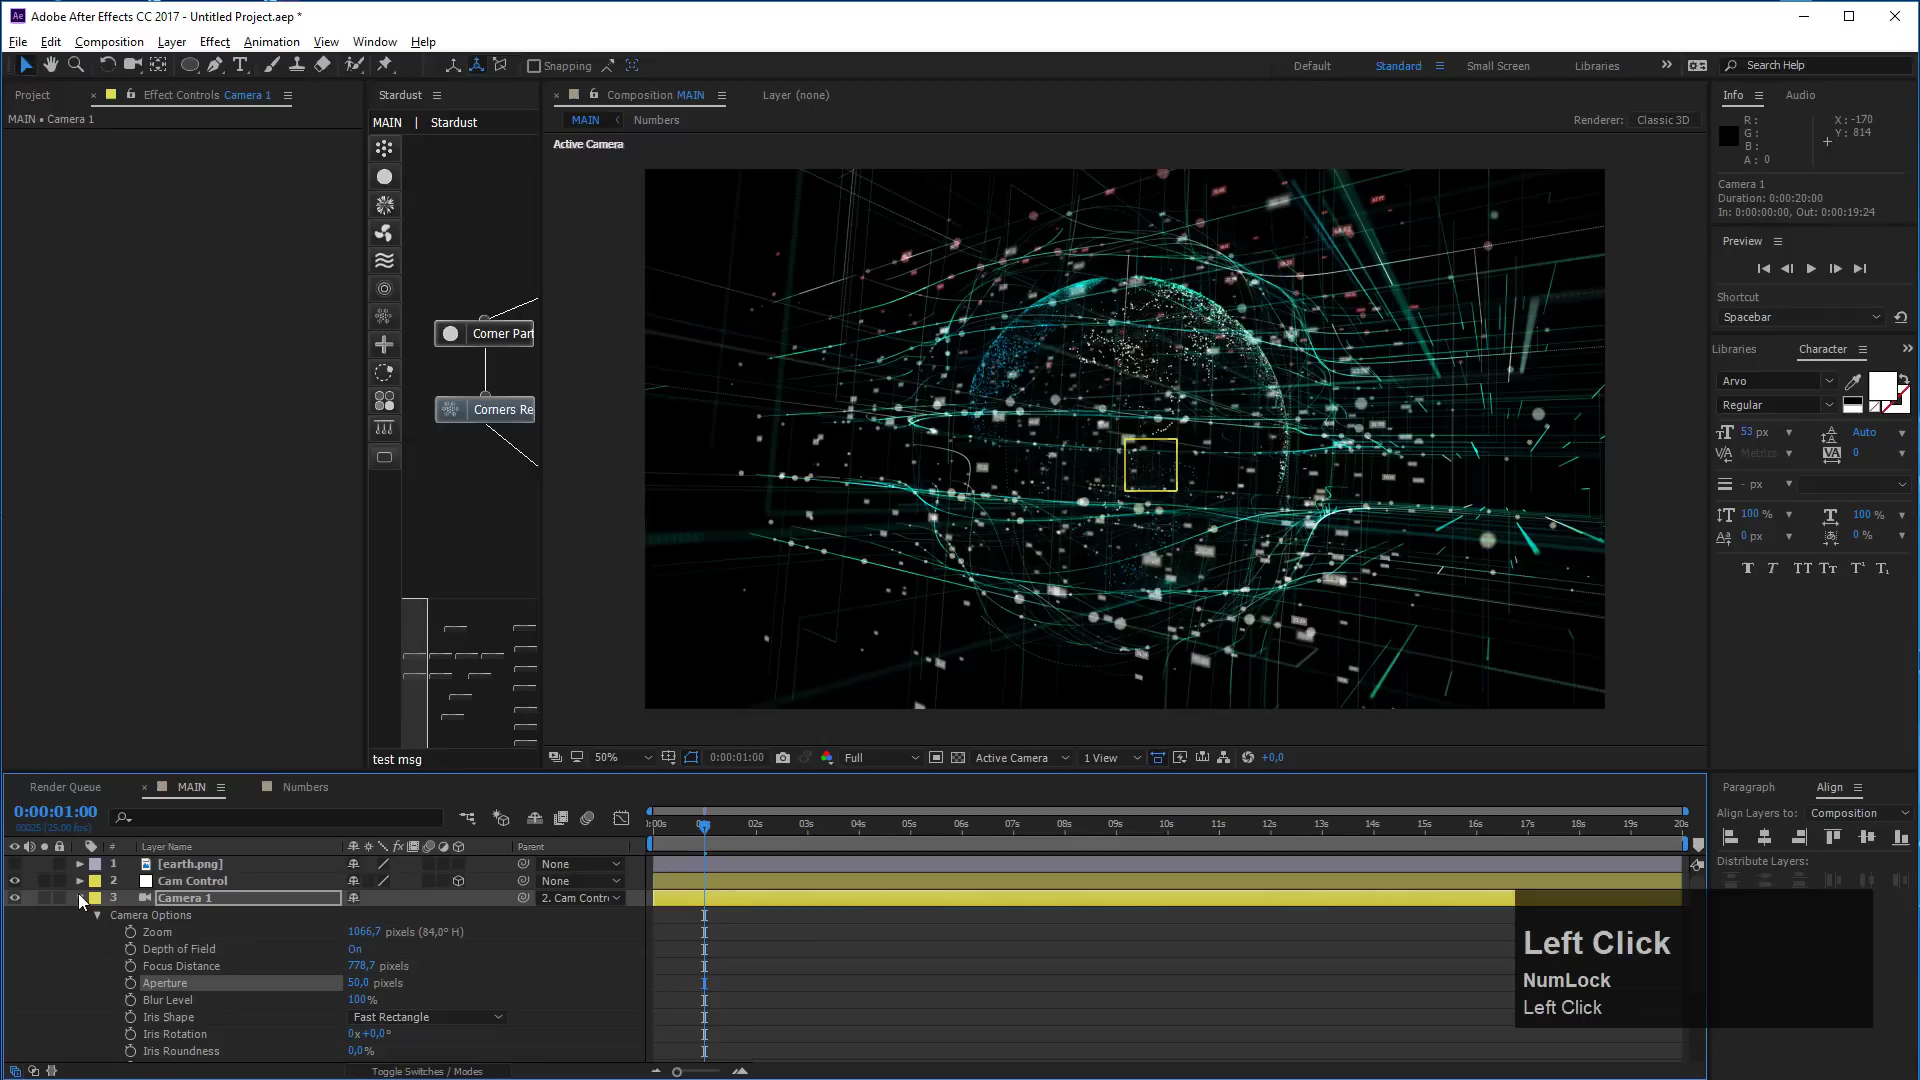 Adobe After Effects CC 2017 - Untitled Project.aep *
File Edit Composition Layer Effect Animation View Window Help
Snapping
Default Standard Small Screen Libraries Search Help
Project Effect Controls Camera 1
MAIN • Camera 1
Stardust
MAIN | Stardust
Corner Part
Corners Re
test msg
Composition MAIN Layer (none)
MAIN Numbers
Renderer: Classic 3D
Active Camera
50% 0:00:01:00 Full Active Camera 1 View +0,0
Info Audio
R :
G :
B :
A : 0
X : -170
Y : 814
Camera 1
Duration: 0:00:20:00
In: 0:00:00:00, Out: 0:00:19:24
Preview
Shortcut
Spacebar
Libraries Character
Arvo
Regular
53 px Auto
Metrics 0
- px
100 % 100 %
0 px 0 %
Paragraph Align
Align Layers to: Composition
Distribute Layers:
Render Queue MAIN Numbers
0:00:01:00
00025 (25.00 fps)
# Layer Name Parent
1 [earth.png] None
2 Cam Control None
3 Camera 1 2. Cam Contr
Camera Options
Zoom 1066,7 pixels (84,0° H)
Depth of Field On
Focus Distance 778,7 pixels
Aperture 50,0 pixels
Blur Level 100%
Iris Shape Fast Rectangle
Iris Rotation 0x+0,0°
Iris Roundness 0,0%
Toggle Switches / Modes
02s 03s 04s 05s 06s 07s 08s 09s 10s 11s 12s 13s 14s 15s 16s 17s 18s 19s 20s
Left Click
NumLock
Left Click